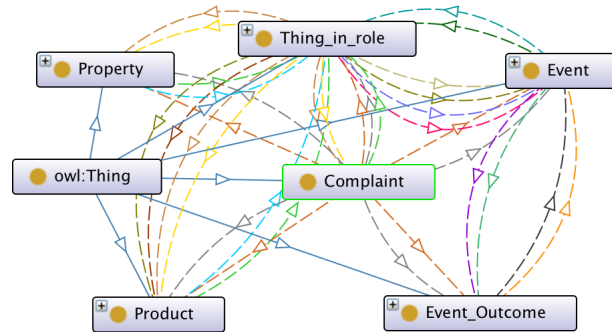 Thing_in_role
Property
Event
owl:Thing
Complaint
Product
Event_Outcome